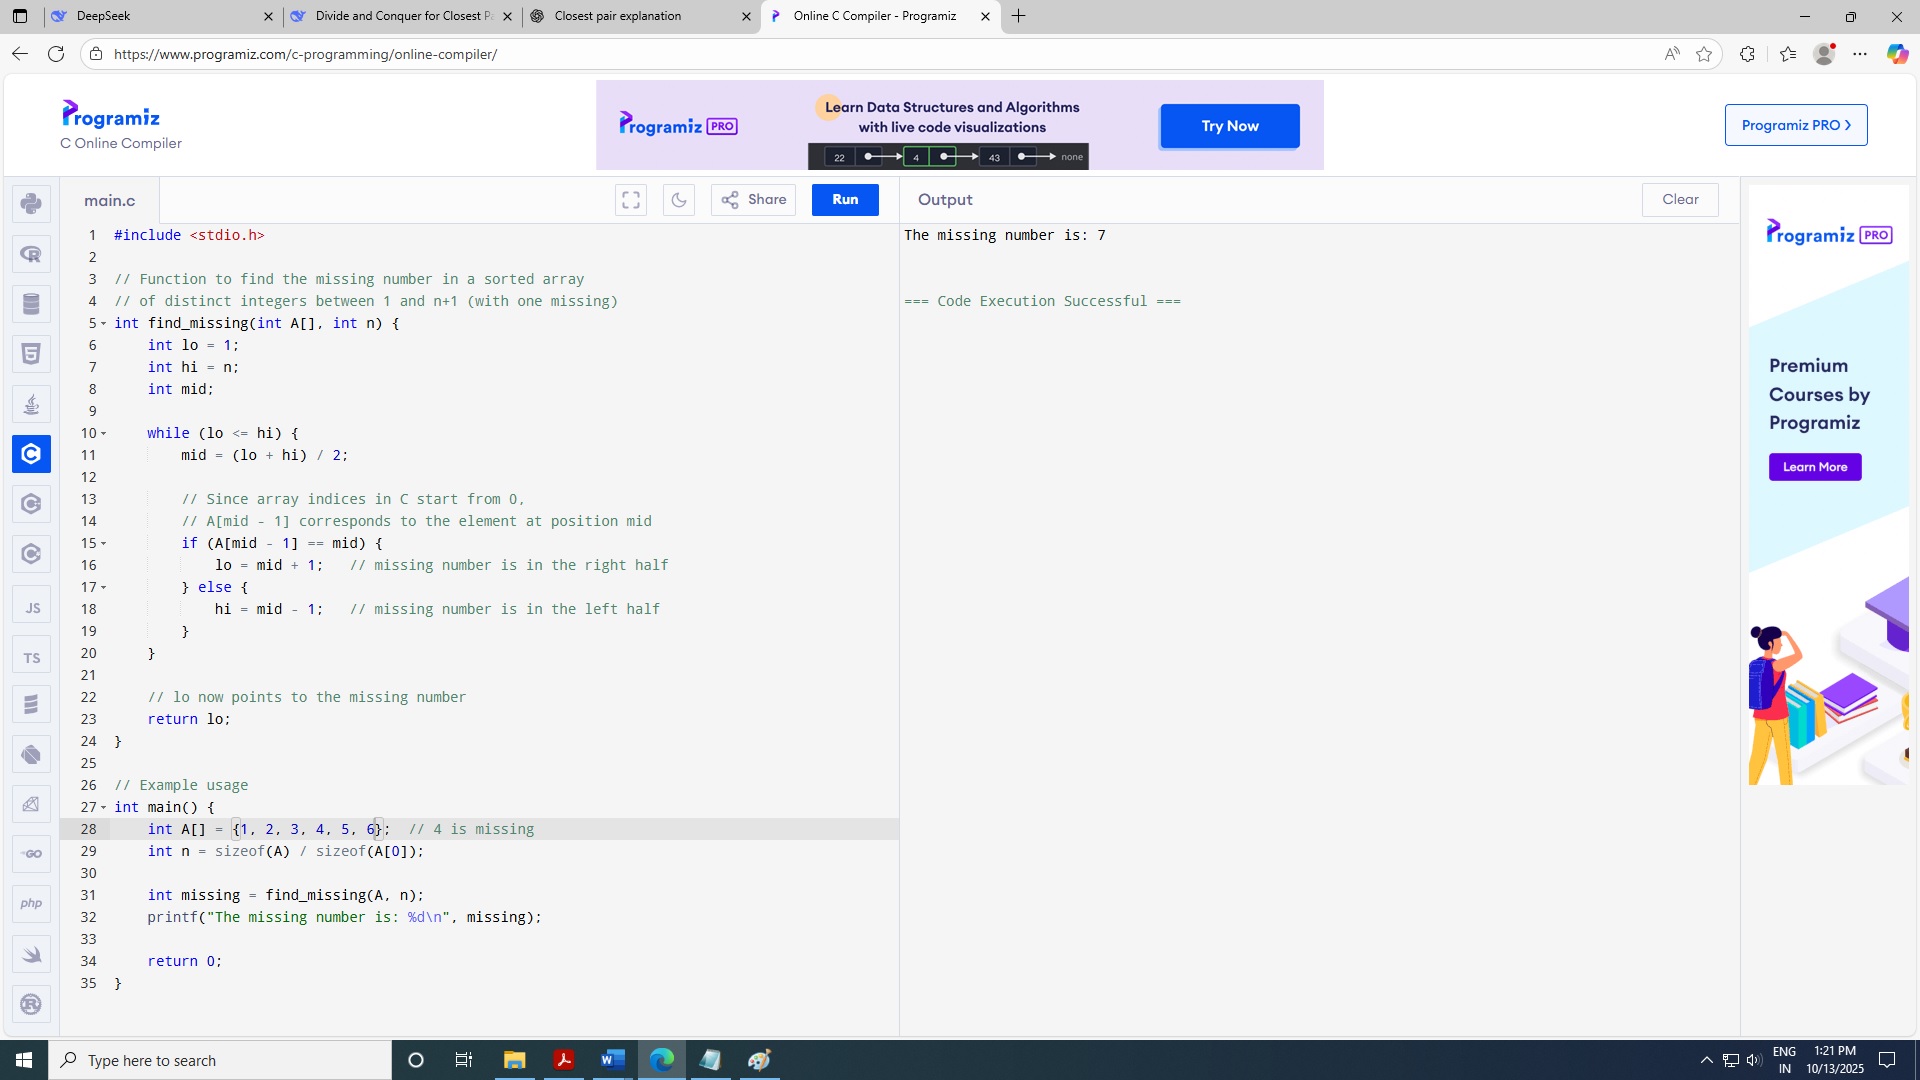 DeepSeek
Divide and Conquer for Closest Pa
Closest pair explanation
Online C Compiler - Programiz
https://www.programiz.com/c-programming/online-compiler/
Programiz
C Online Compiler
Programiz PRO
Learn Data Structures and Algorithms
with live code visualizations
22 4 43 none
Try Now
Programiz PRO
main.c
Share
Run
Output
Clear
1 #include <stdio.h>
2
3 // Function to find the missing number in a sorted array
4 // of distinct integers between 1 and n+1 (with one missing)
5 int find_missing(int A[], int n) {
6     int lo = 1;
7     int hi = n;
8     int mid;
9
10     while (lo <= hi) {
11         mid = (lo + hi) / 2;
12
13         // Since array indices in C start from 0,
14         // A[mid - 1] corresponds to the element at position mid
15         if (A[mid - 1] == mid) {
16             lo = mid + 1;   // missing number is in the right half
17         } else {
18             hi = mid - 1;   // missing number is in the left half
19         }
20     }
21
22     // lo now points to the missing number
23     return lo;
24 }
25
26 // Example usage
27 int main() {
28     int A[] = {1, 2, 3, 4, 5, 6};  // 4 is missing
29     int n = sizeof(A) / sizeof(A[0]);
30
31     int missing = find_missing(A, n);
32     printf("The missing number is: %d\n", missing);
33
34     return 0;
35 }
The missing number is: 7
=== Code Execution Successful ===
JS
TS
GO
php
Programiz PRO
Premium
Courses by
Programiz
Learn More
Type here to search
ENG
IN
1:21 PM
10/13/2025